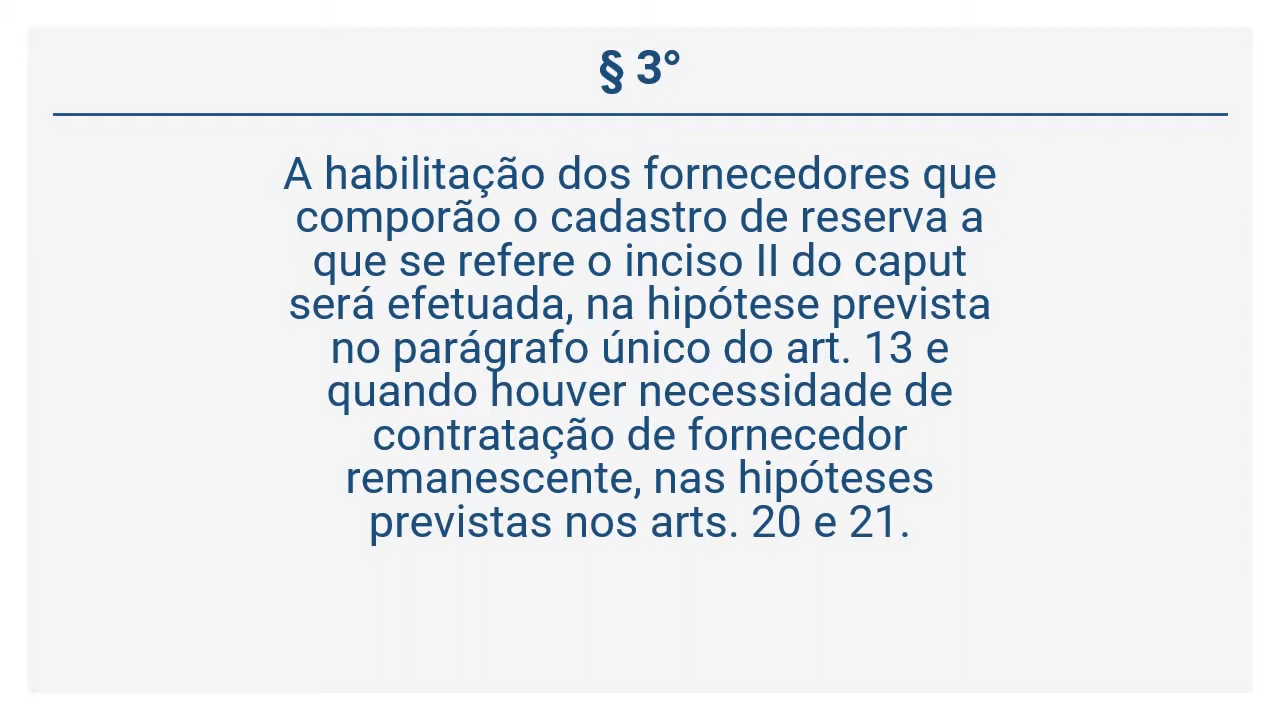 § 3°
A habilitação dos fornecedores que
comporão o cadastro de reserva a
que se refere o inciso II do caput
será efetuada, na hipótese prevista
no parágrafo único do art. 13 e
quando houver necessidade de
contratação de fornecedor
remanescente, nas hipóteses
previstas nos arts. 20 e 21.